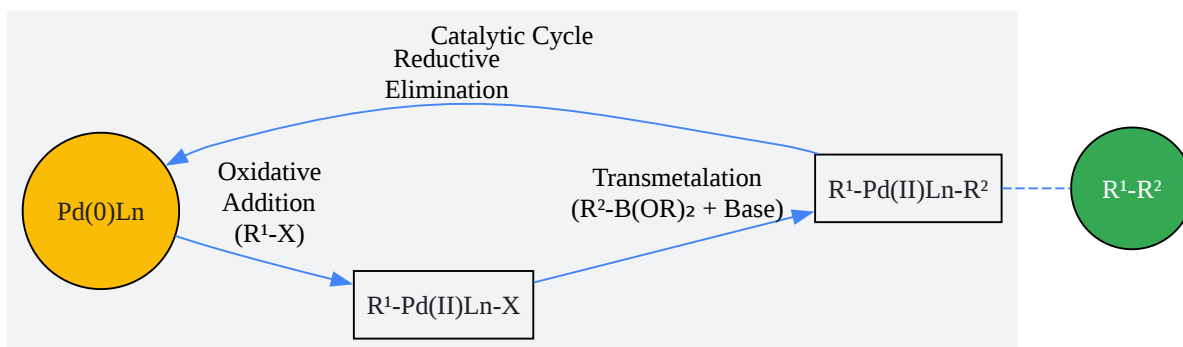 Catalytic Cycle
Reductive
Elimination
Oxidative
Addition
(R¹-X)
Pd(0)Ln
Transmetalation
(R²-B(OR)₂ + Base)
R¹-Pd(II)Ln-R²
R¹-R²
R¹-Pd(II)Ln-X